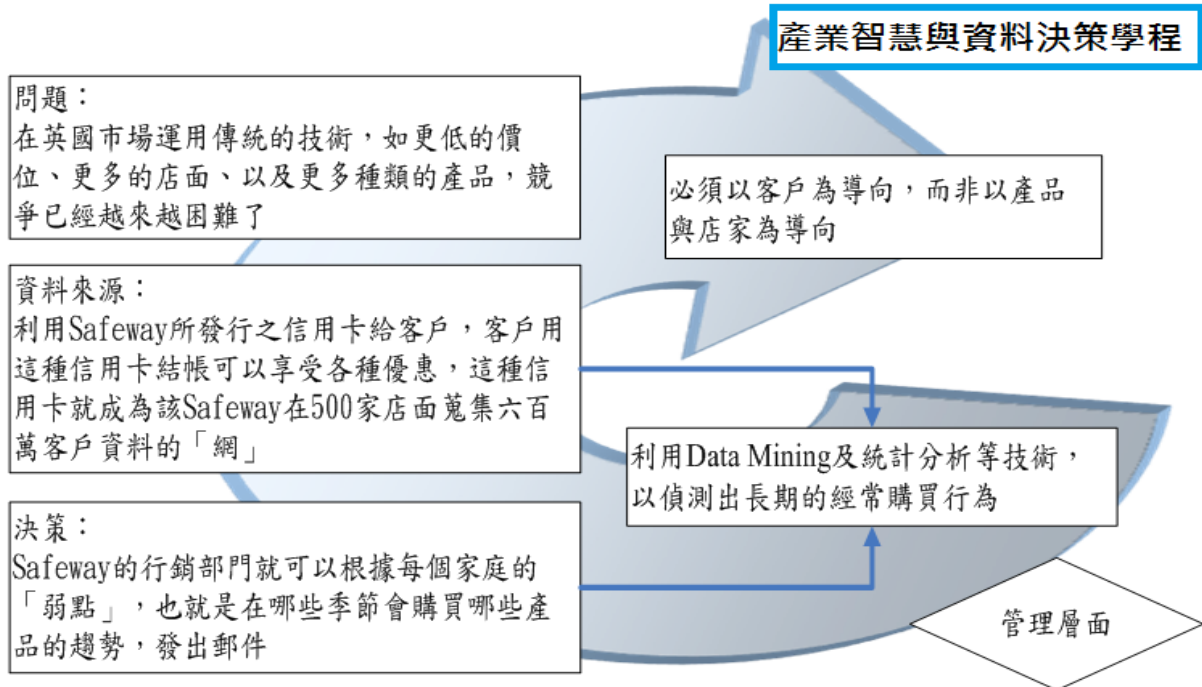 產業智慧與資料決策學程
問題：
在英國市場運用傳統的技術，如更低的價
位、更多的店面、以及更多種類的產品，競
爭已經越來越困難了
必須以客戶為導向，而非以產品
與店家為導向
資料來源：
利用Safeway所發行之信用卡給客戶，客戶用
這種信用卡結帳可以享受各種優惠，這種信
用卡就成為該Safeway在500家店面蒐集六百
萬客戶資料的「網」
利用Data Mining及統計分析等技術，
以偵測出長期的經常購買行為
決策：
Safeway的行銷部門就可以根據每個家庭的
「弱點」，也就是在哪些季節會購買哪些產
品的趨勢，發出郵件
管理層面